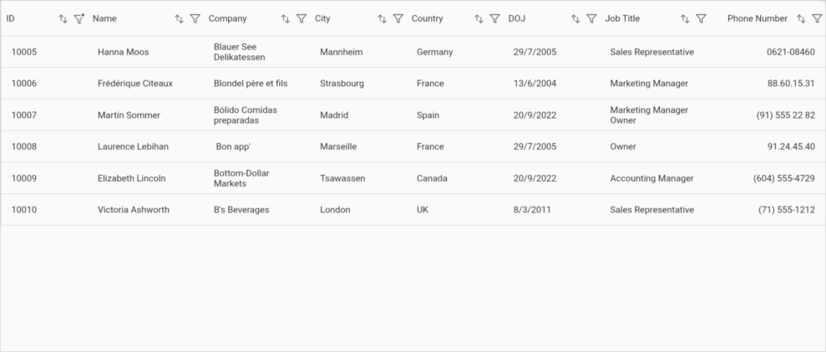 ID Name Company City Country DOJ Job Title Phone Number
10005 Hanna Moos Blauer See Delikatessen Mannheim Germany 29/7/2005 Sales Representative 0621-08460
10006 Frédérique Citeaux Blondel père et fils Strasbourg France 13/6/2004 Marketing Manager 88.60.15.31
10007 Martín Sommer Bólido Comidas preparadas Madrid Spain 20/9/2022 Marketing Manager Owner (91) 555 22 82
10008 Laurence Lebihan Bon app' Marseille France 29/7/2005 Owner 91.24.45.40
10009 Elizabeth Lincoln Bottom-Dollar Markets Tsawassen Canada 20/9/2022 Accounting Manager (604) 555-4729
10010 Victoria Ashworth B's Beverages London UK 8/3/2011 Sales Representative (71) 555-1212